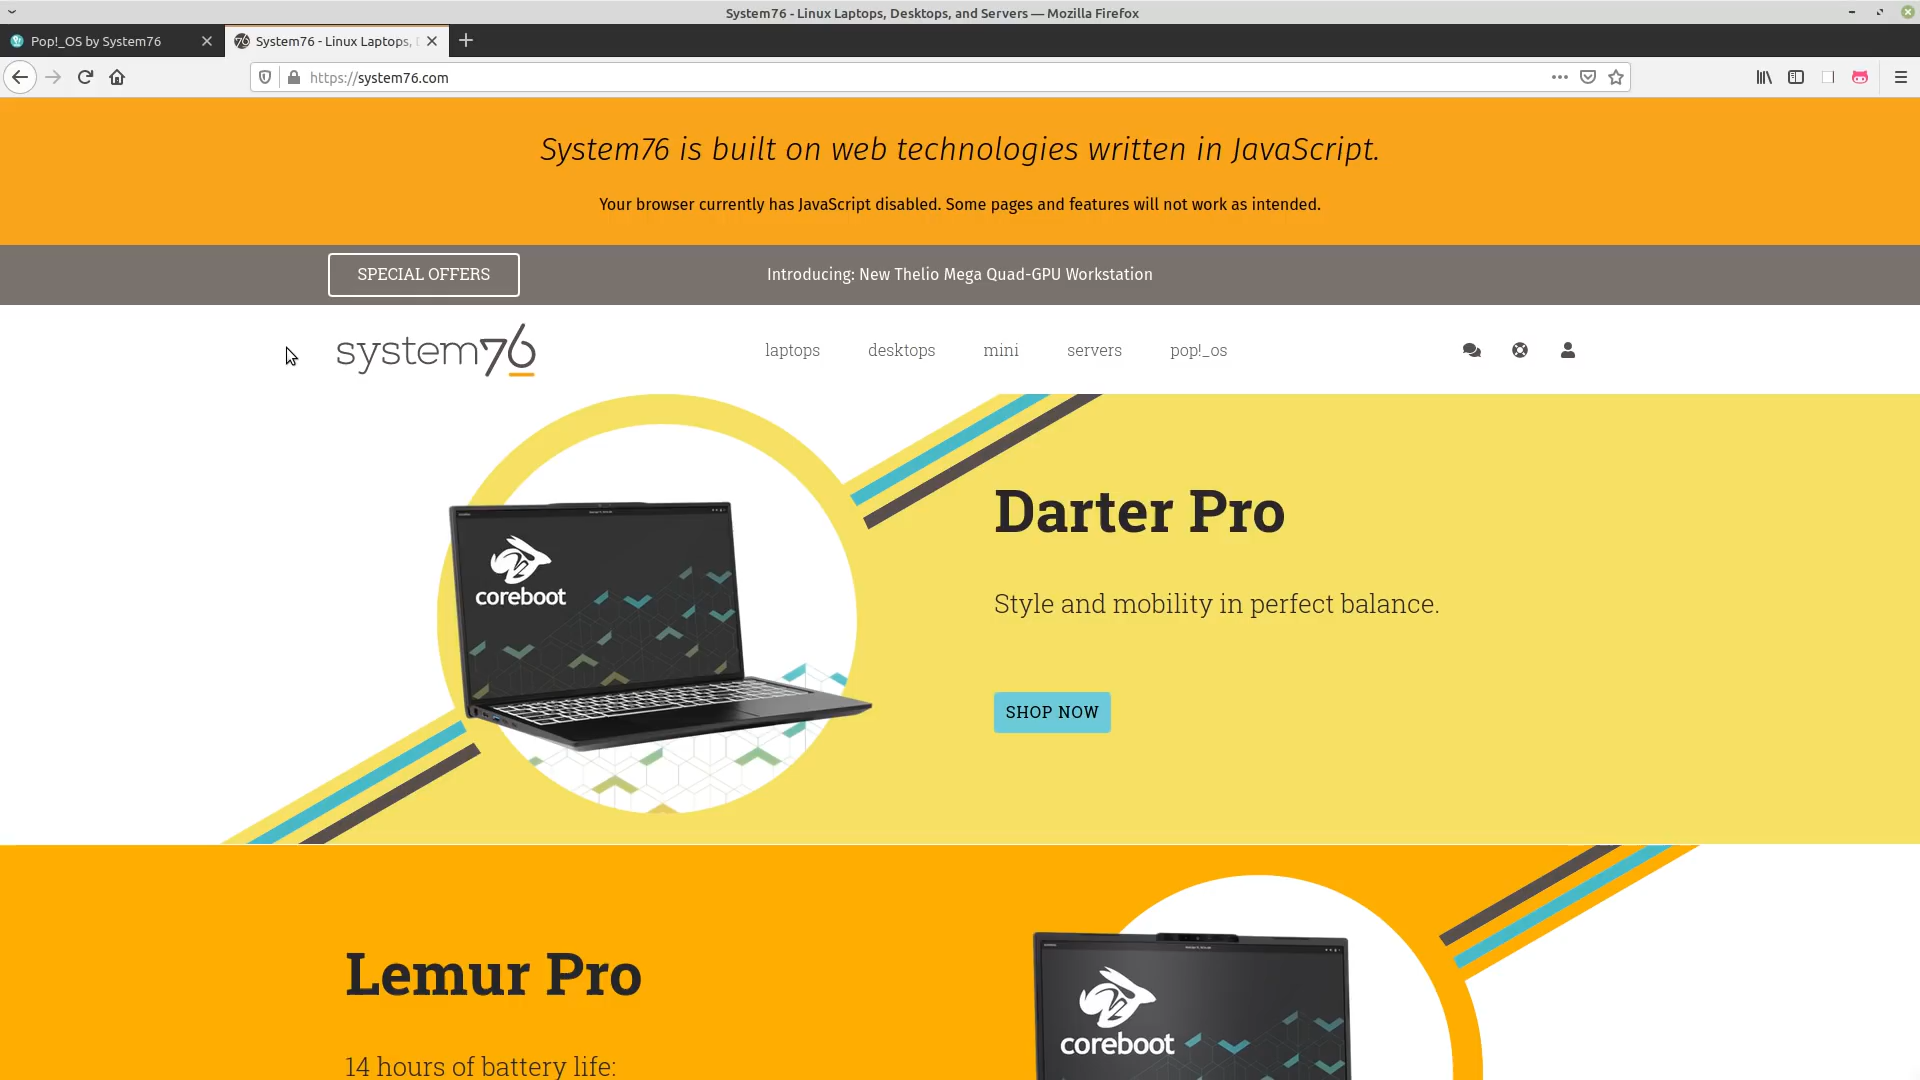 System76 - Linux Laptops, Desktops, and Servers — Mozilla Firefox
Pop!_OS by System76
System76 - Linux Laptops,
https://system76.com
System76 is built on web technologies written in JavaScript.
Your browser currently has JavaScript disabled. Some pages and features will not work as intended.
SPECIAL OFFERS
Introducing: New Thelio Mega Quad-GPU Workstation
system76
laptops
desktops
mini
servers
pop!_os
coreboot
Darter Pro
Style and mobility in perfect balance.
SHOP NOW
Lemur Pro
14 hours of battery life:
coreboot